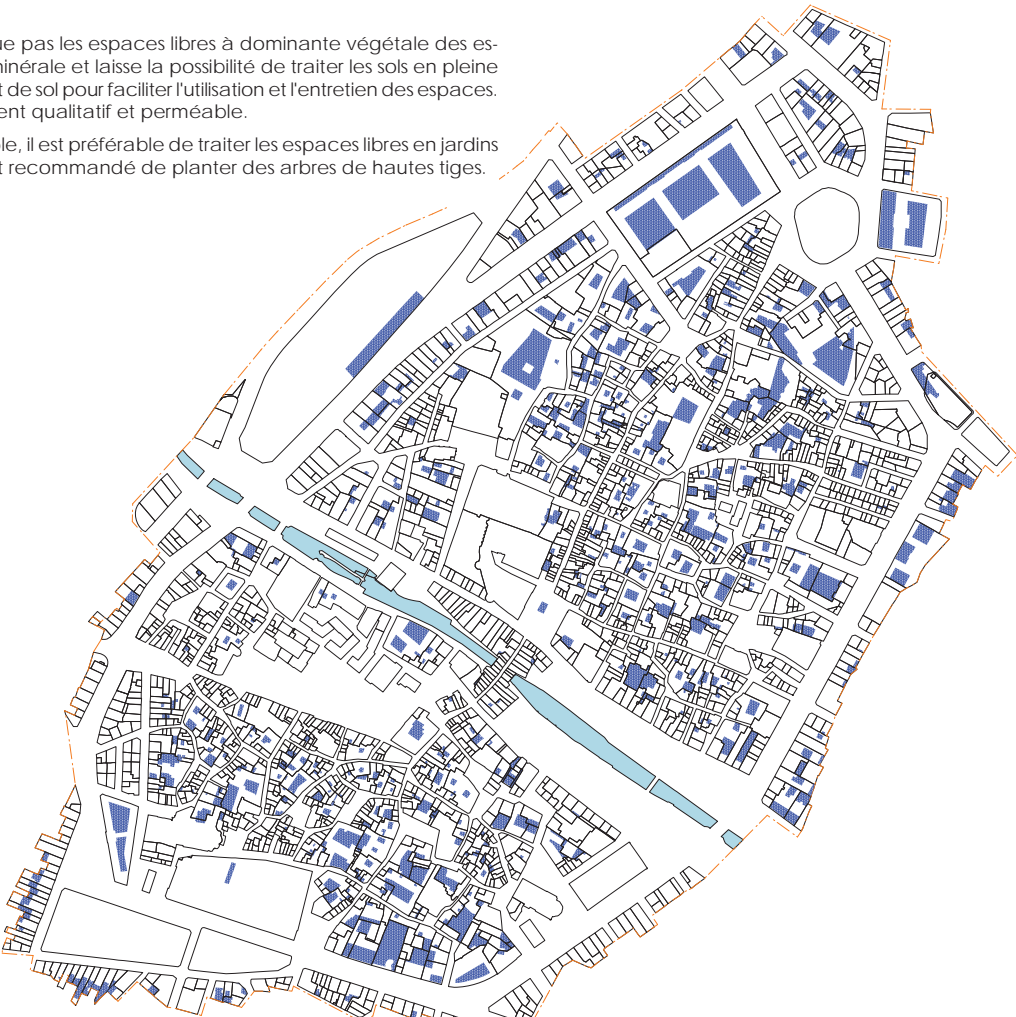 ue pas les espaces libres à dominante végétale des es-
ninérale et laisse la possibilité de traiter les sols en pleine
t de sol pour faciliter l'utilisation et l'entretien des espaces.
ent qualitatif et perméable.
ole, il est préférable de traiter les espaces libres en jardins
t recommandé de planter des arbres de hautes tiges.